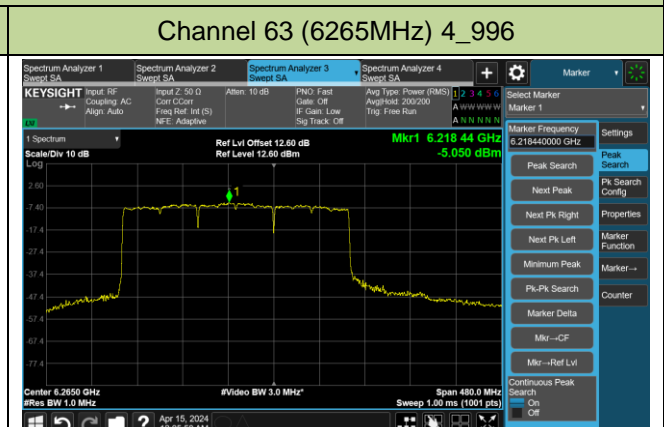 Channel 63 (6265MHz) 4_996
Spectrum Analyzer 1
Swept SA
Spectrum Analyzer 2
Swept SA
Spectrum Analyzer 3
Swept SA
Spectrum Analyzer 4
Swept SA
+
Marker
KEYSIGHT
Input: RF
Coupling: AC
Align: Auto
Input Z: 50 Ω
Corr CCorr
Freq Ref: Int (S)
NFE: Adaptive
Atten: 10 dB
PNO: Fast
Gate: Off
IF Gain: Low
Sig Track: Off
Avg Type: Power (RMS)
Avg|Hold: 200/200
Trig: Free Run
1 2 3 4 5 6
A W W W W W
A N N N N N
LXI
Select Marker
Marker 1
1 Spectrum
Scale/Div 10 dB
Log
Ref Lvl Offset 12.60 dB
Ref Level 12.60 dBm
Mkr1 6.218 44 GHz
-5.050 dBm
1
2.60
-7.40
-17.4
-27.4
-37.4
-47.4
-57.4
-67.4
-77.4
Center 6.2650 GHz
#Res BW 1.0 MHz
#Video BW 3.0 MHz*
Span 480.0 MHz
Sweep 1.00 ms (1001 pts)
Marker Frequency
6.218440000 GHz
Peak Search
Next Peak
Next Pk Right
Next Pk Left
Minimum Peak
Pk-Pk Search
Marker Delta
Mkr→CF
Mkr→Ref Lvl
Continuous Peak
Search
On
Off
Settings
Peak
Search
Pk Search
Config
Properties
Marker
Function
Marker→
Counter
?
Apr 15, 2024